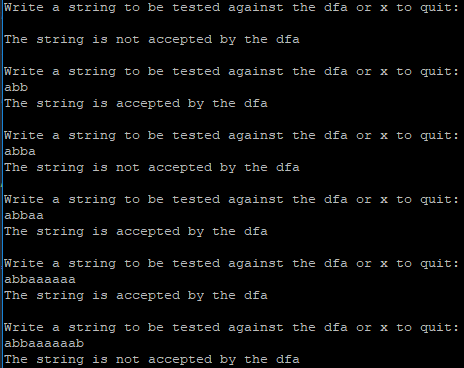 Write a string to be tested against the dfa or x to quit:
The string is not accepted by the dfa
Write a string to be tested against the dfa or x to quit:
abb
The string is accepted by the dfa
Write a string to be tested against the dfa or x to quit:
abba
The string is not accepted by the dfa
Write a string to be tested against the dfa or x to quit:
abbaa
The string is accepted by the dfa
Write a string to be tested against the dfa or x to quit:
abbaaaaaa
The string is accepted by the dfa
Write a string to be tested against the dfa or x to quit:
abbaaaaaab
The string is not accepted by the dfa